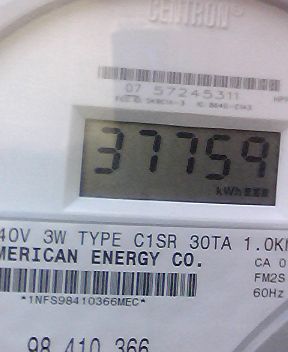 CENTRON®
07 57245311
37759
kWh
40V 3W TYPE C1SR 30TA 1.0K
MERICAN ENERGY CO.
CA 0
FM2S
*1NFS98410366MEC*
60Hz
98 410 366